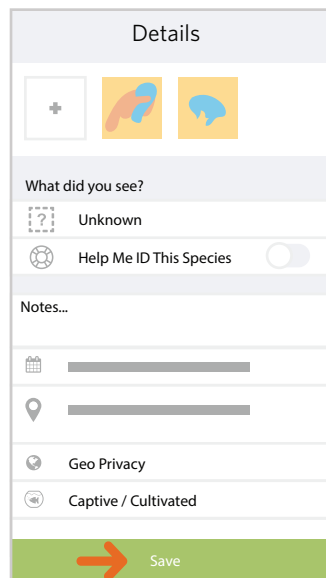 Details
What did you see?
Unknown
Help Me ID This Species
Notes...
Geo Privacy
Captive / Cultivated
Save